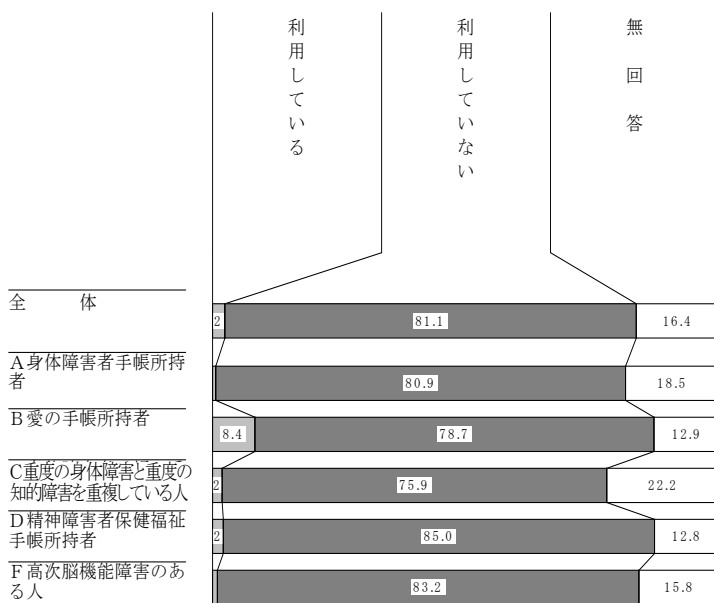 利用している
利用していない
無回答
全　　体
2
81.1
16.4
A身体障害者手帳所持
者
80.9
18.5
B愛の手帳所持者
8.4
78.7
12.9
C重度の身体障害と重度の
知的障害を重複している人
2
75.9
22.2
D精神障害者保健福祉
手帳所持者
2
85.0
12.8
F高次脳機能障害のあ
る人
83.2
15.8